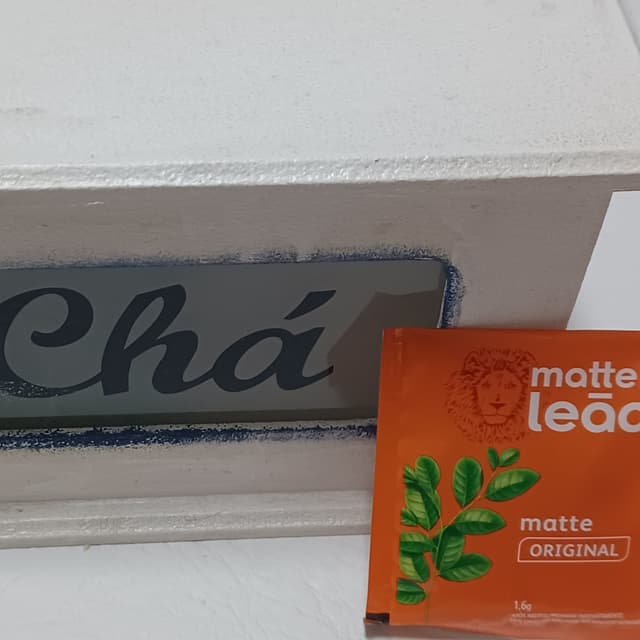 Chá
matte
leão
matte
ORIGINAL
1,6g